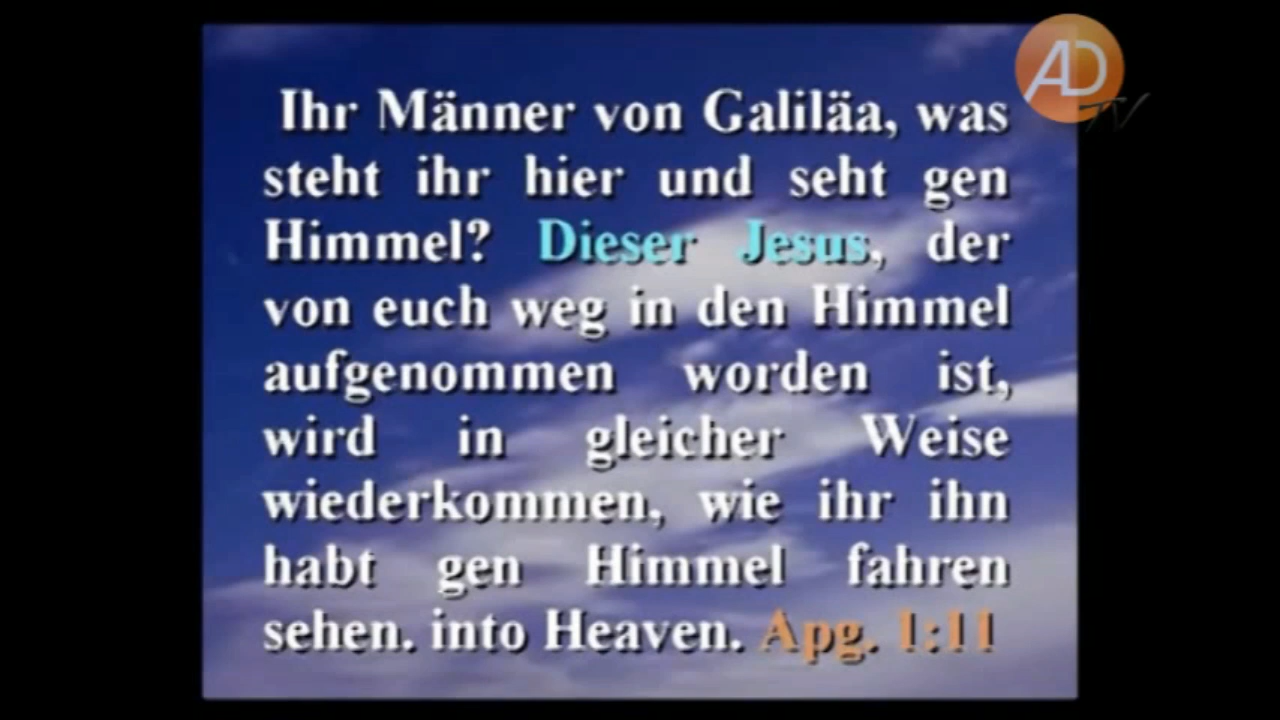 AD
TV
Ihr Männer von Galiläa, was
steht ihr hier und seht gen
Himmel? Dieser Jesus, der
von euch weg in den Himmel
aufgenommen worden ist,
wird in gleicher Weise
wiederkommen, wie ihr ihn
habt gen Himmel fahren
sehen. into Heaven. Apg. 1:11